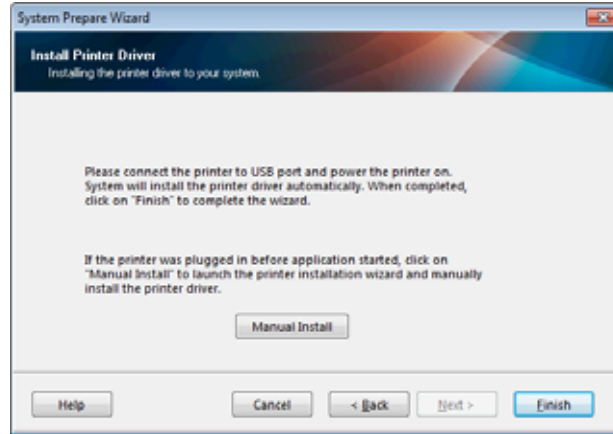 System Prepare Wizard
Install Printer Driver
Installing the printer driver to your system.
Please connect the printer to USB port and power the printer on.
System will install the printer driver automatically. When completed,
click on "Finish" to complete the wizard.
If the printer was plugged in before application started, click on
"Manual Install" to launch the printer installation wizard and manually
install the printer driver.
Manual Install
Help Cancel < Back Next > Finish